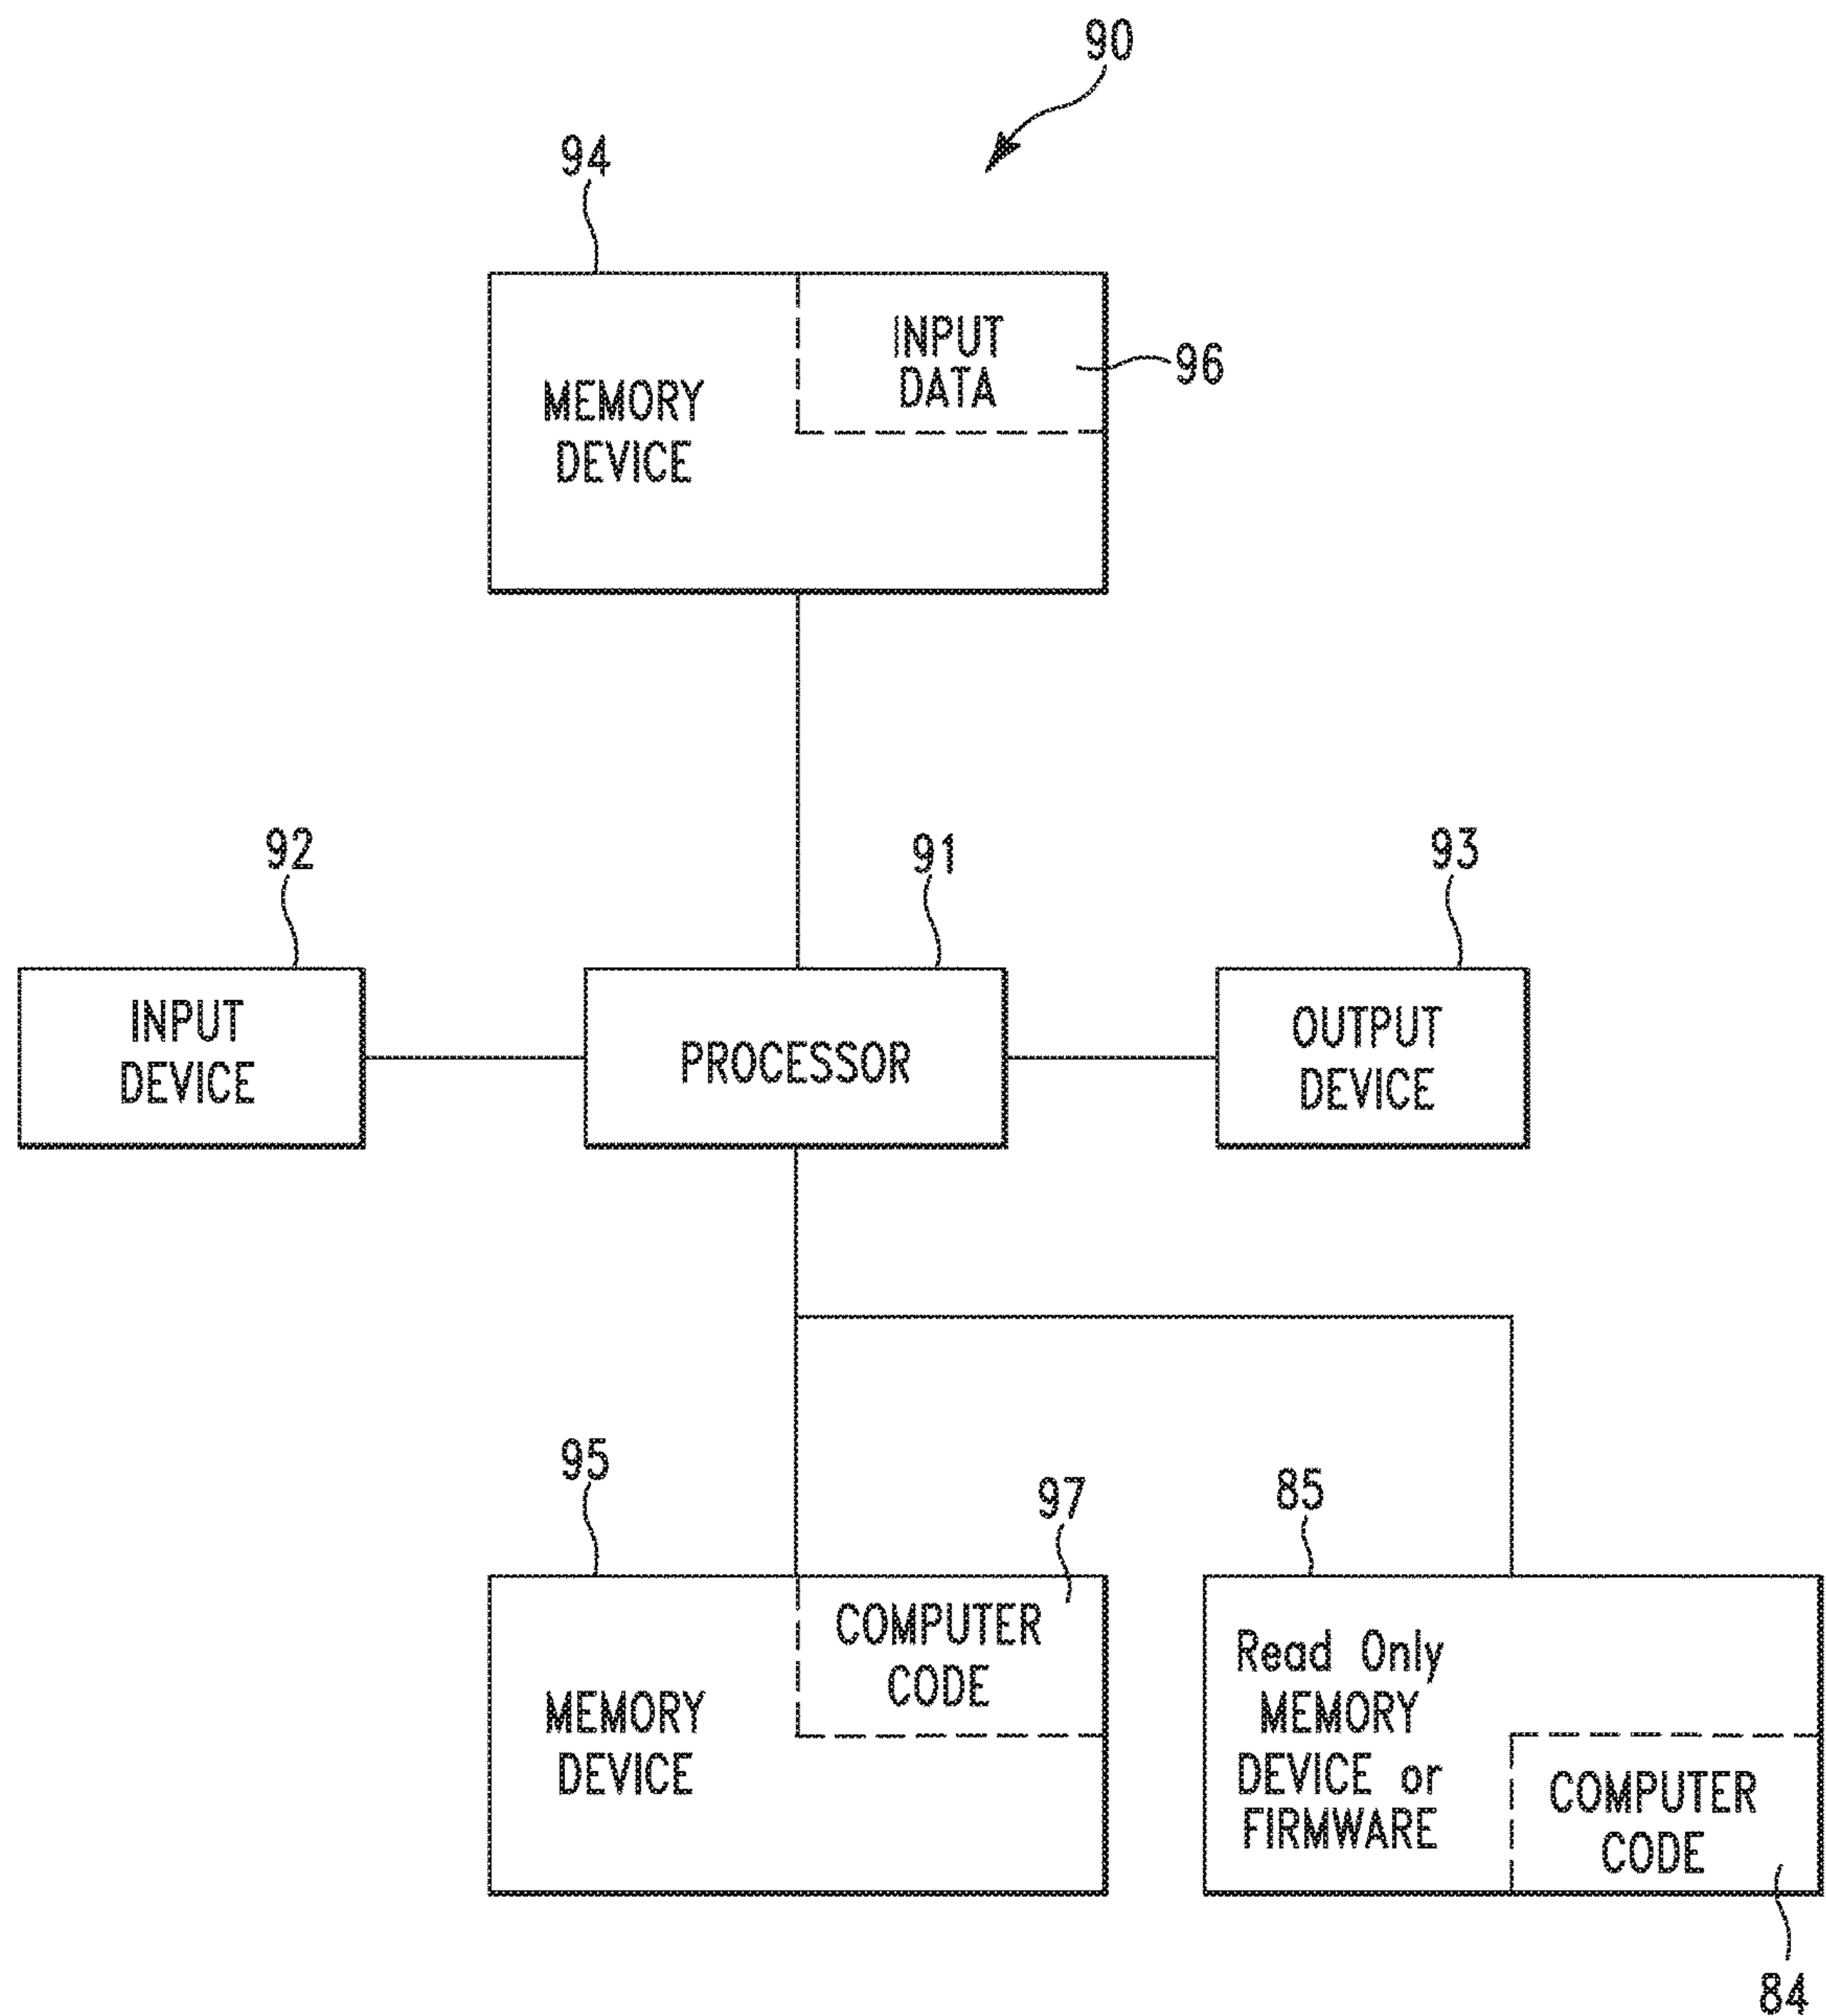 90
94
INPUT
DATA
96
MEMORY
DEVICE
92
91
93
INPUT
DEVICE
PROCESSOR
OUTPUT
DEVICE
95
97
85
COMPUTER
CODE
MEMORY
DEVICE
Read Only
MEMORY
DEVICE or
FIRMWARE
COMPUTER
CODE
84